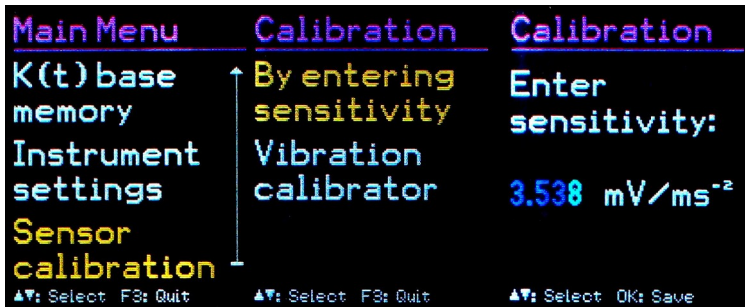 Main Menu
K(t) base
memory
Instrument
settings
Sensor
calibration
▲▼: Select F3: Quit
Calibration
By entering
sensitivity
Vibration
calibrator
▲▼: Select F3: Quit
Calibration
Enter
sensitivity:
3.538 mV/ms⁻²
▲▼: Select OK: Save